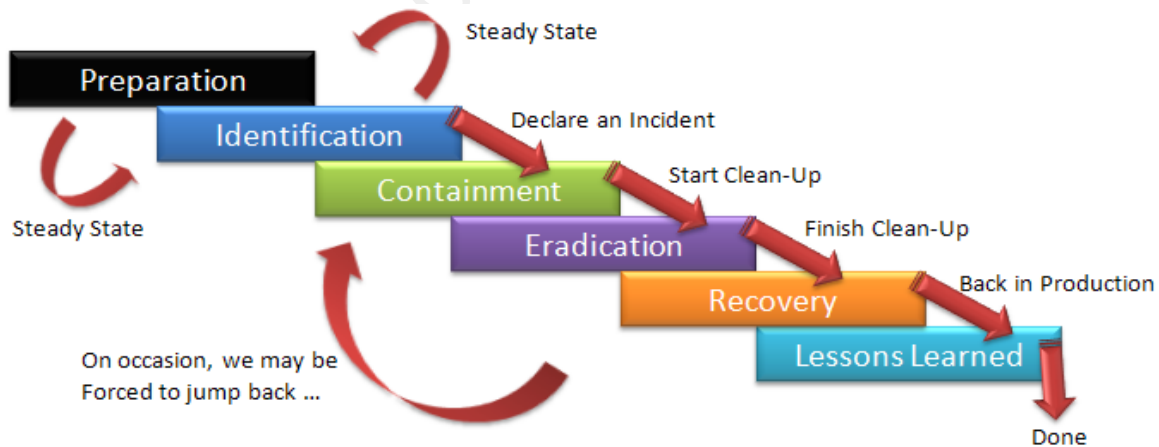 Steady State
Preparation
Identification
Declare an Incident
Containment
Start Clean-Up
Steady State
Eradication
Finish Clean-Up
Recovery
Back in Production
Lessons Learned
On occasion, we may be
Forced to jump back ...
Done